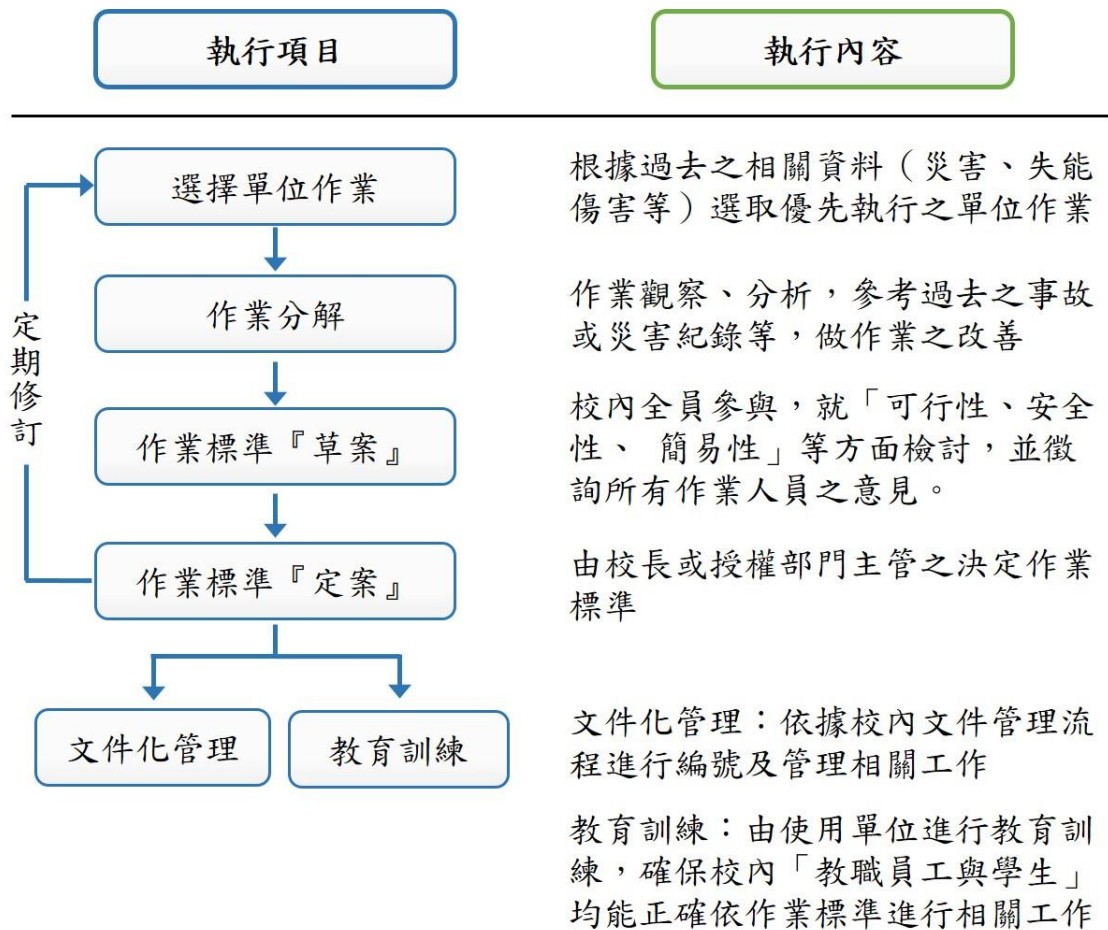 執行項目
執行內容
選擇單位作業
根據過去之相關資料（災害、失能
傷害等）選取優先執行之單位作業
作業分解
作業觀察、分析，參考過去之事故
或災害紀錄等，做作業之改善
定期修訂
作業標準『草案』
校內全員參與，就「可行性、安全
性、 簡易性」等方面檢討，並徵
詢所有作業人員之意見。
作業標準『定案』
由校長或授權部門主管之決定作業
標準
文件化管理
教育訓練
文件化管理：依據校內文件管理流
程進行編號及管理相關工作
教育訓練：由使用單位進行教育訓
練，確保校內「教職員工與學生」
均能正確依作業標準進行相關工作